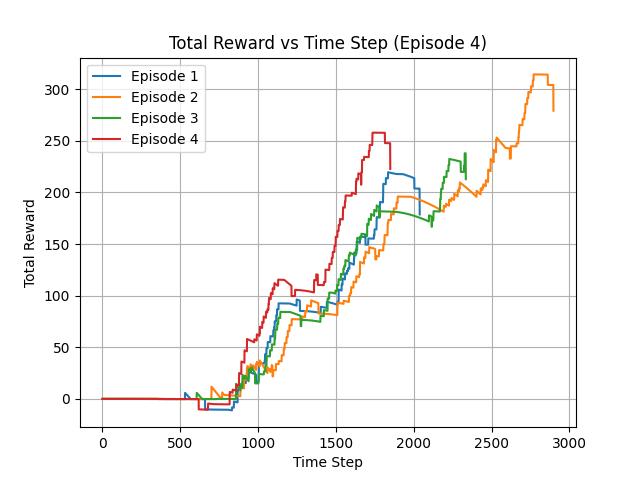 Total Reward vs Time Step (Episode 4)
Episode 1
Episode 2
Episode 3
Episode 4
Total Reward
300
250
200
150
100
50
0
0 500 1000 1500 2000 2500 3000
Time Step